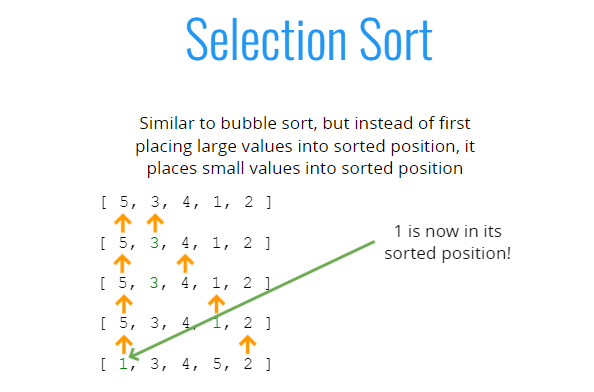 Selection Sort
Similar to bubble sort, but instead of first
placing large values into sorted position, it
places small values into sorted position
[ 5, 3, 4, 1, 2 ]
[ 5, 3, 4, 1, 2 ]
[ 5, 3, 4, 1, 2 ]
[ 5, 3, 4, 1, 2 ]
[ 1, 3, 4, 5, 2 ]
1 is now in its
sorted position!